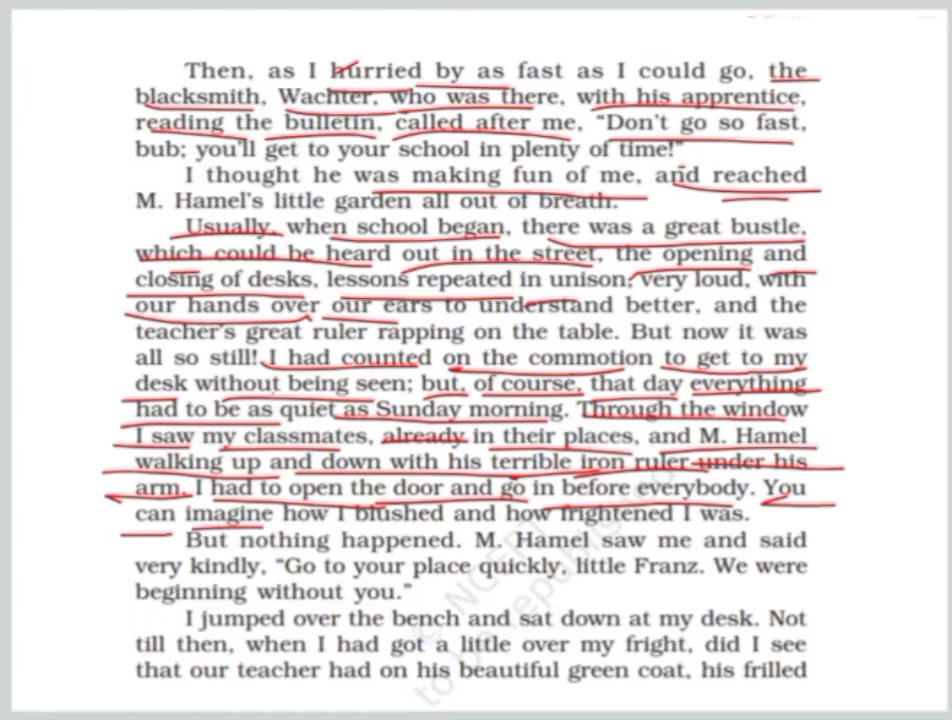 Then, as I hurried by as fast as I could go, the
blacksmith, Wachter, who was there, with his apprentice,
reading the bulletin, called after me, “Don’t go so fast,
bub; you’ll get to your school in plenty of time!”
I thought he was making fun of me, and reached
M. Hamel’s little garden all out of breath.
Usually, when school began, there was a great bustle,
which could be heard out in the street, the opening and
closing of desks, lessons repeated in unison, very loud, with
our hands over our ears to understand better, and the
teacher’s great ruler rapping on the table. But now it was
all so still! I had counted on the commotion to get to my
desk without being seen; but, of course, that day everything
had to be as quiet as Sunday morning. Through the window
I saw my classmates, already in their places, and M. Hamel
walking up and down with his terrible iron ruler under his
arm. I had to open the door and go in before everybody. You
can imagine how I blushed and how frightened I was.
But nothing happened. M. Hamel saw me and said
very kindly, “Go to your place quickly, little Franz. We were
beginning without you.”
I jumped over the bench and sat down at my desk. Not
till then, when I had got a little over my fright, did I see
that our teacher had on his beautiful green coat, his frilled
© NCERT
to be republished